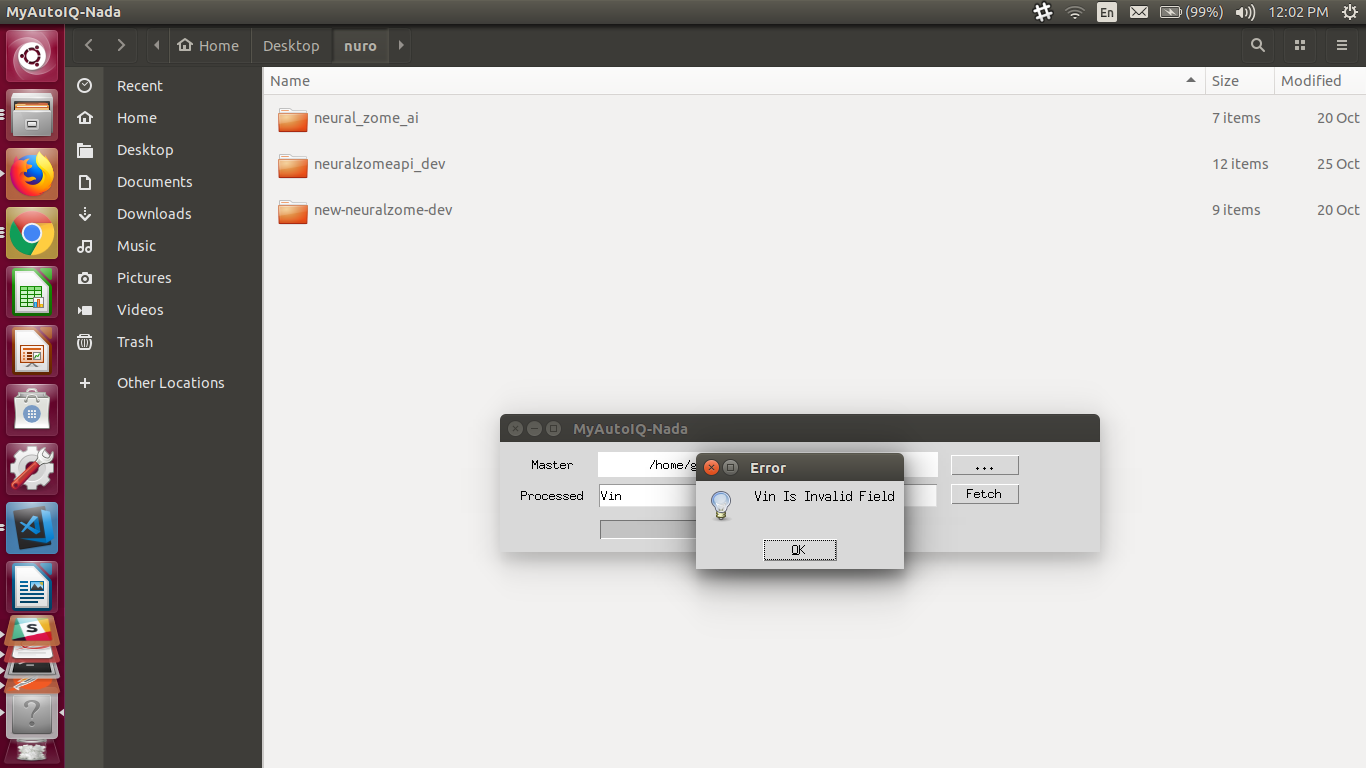 MyAutoIQ-Nada
En
(99%)
12:02 PM
Home
Desktop
nuro
Name
Size
Modified
Recent
Home
Desktop
Documents
Downloads
Music
Pictures
Videos
Trash
Other Locations
neural_zome_ai
7 items
20 Oct
neuralzomeapi_dev
12 items
25 Oct
new-neuralzome-dev
9 items
20 Oct
MyAutoIQ-Nada
Master
/home/g
...
Processed
Vin
Fetch
Error
Vin Is Invalid Field
OK
S